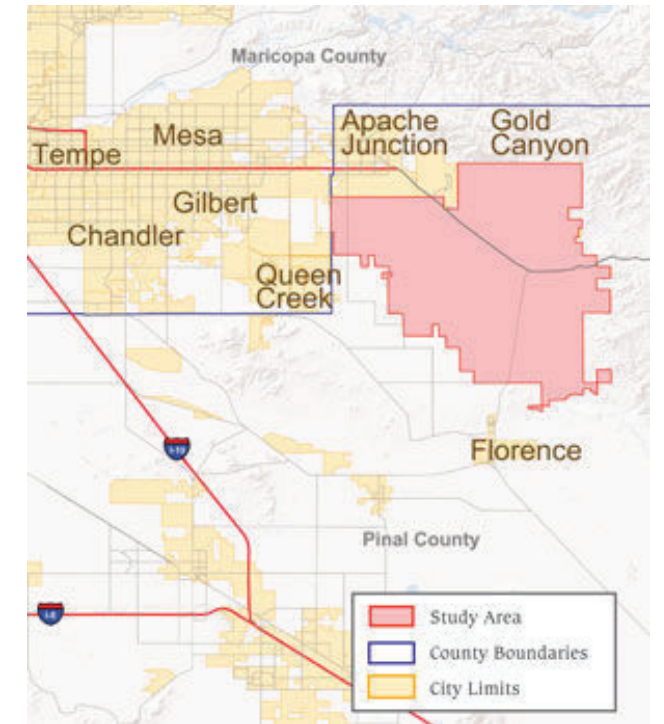 Maricopa County
Apache
Junction
Gold
Canyon
Mesa
Tempe
Gilbert
Chandler
Queen
Creek
I-10
Florence
Pinal County
I-8
Study Area
County Boundaries
City Limits